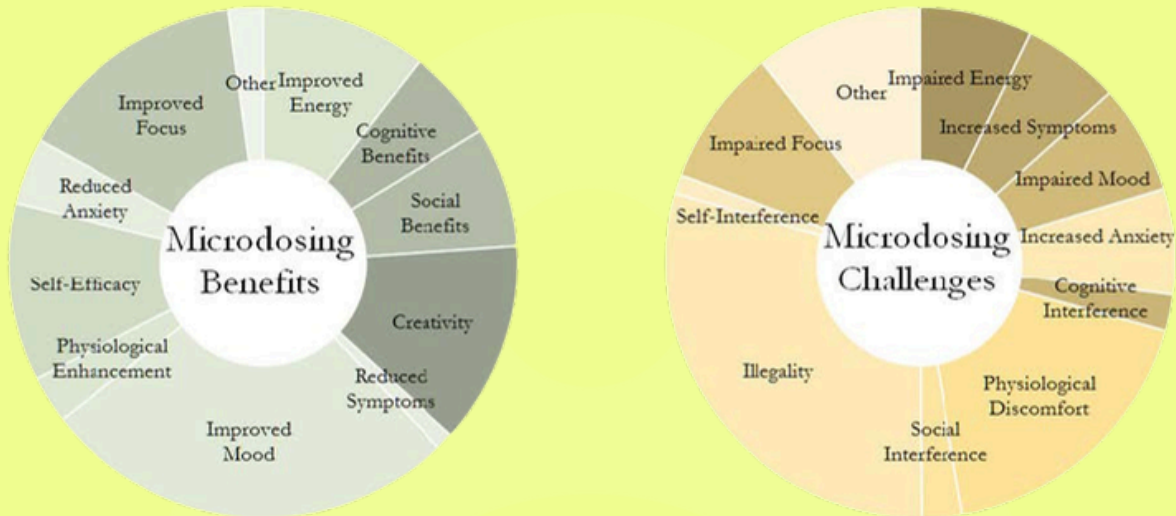 Other
Improved
Energy
Improved
Focus
Cognitive
Benefits
Reduced
Anxiety
Social
Benefits
Microdosing
Benefits
Self-Efficacy
Creativity
Physiological
Enhancement
Reduced
Symptoms
Improved
Mood
Other
Impaired Energy
Increased Symptoms
Impaired Focus
Impaired Mood
Self-Interference
Increased Anxiety
Microdosing
Challenges
Cognitive
Interference
Illegality
Physiological
Discomfort
Social
Interference